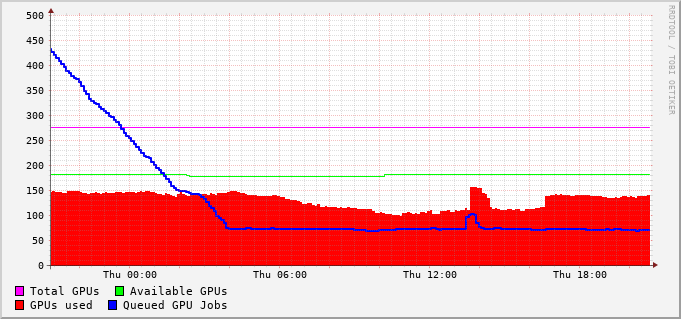 500
450
400
350
300
250
200
150
100
50
0
Thu 00:00 Thu 06:00 Thu 12:00 Thu 18:00
Total GPUs Available GPUs
GPUs used Queued GPU Jobs
RRDTOOL / TOBI OETIKER